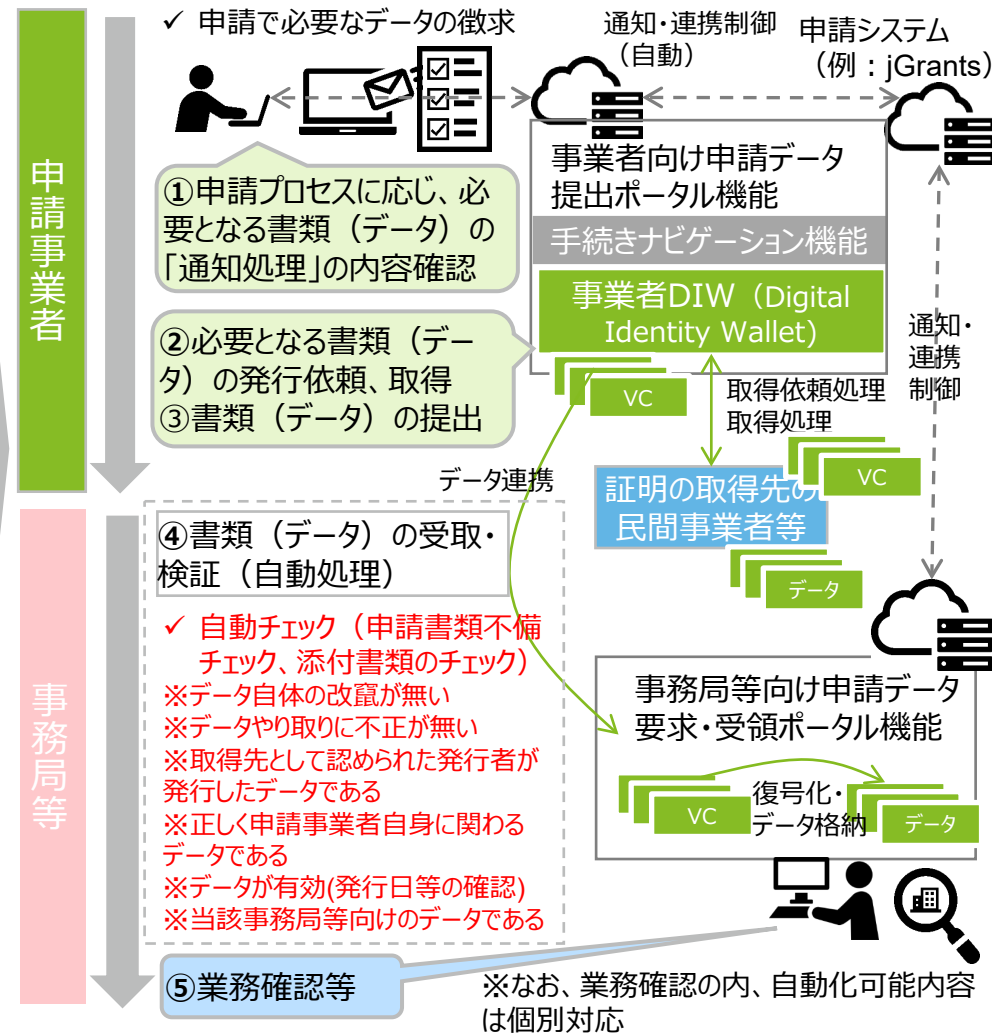 申請事業者
✓ 申請で必要なデータの徴求
通知・連携制御
（自動）
申請システム
（例：jGrants）
①申請プロセスに応じ、必
要となる書類（データ）の
「通知処理」の内容確認
②必要となる書類（デー
タ）の発行依頼、取得
③書類（データ）の提出
事業者向け申請データ
提出ポータル機能
手続きナビゲーション機能
事業者DIW（Digital
Identity Wallet)
VC
取得依頼処理
取得処理
通知・
連携
制御
データ連携
証明の取得先の
民間事業者等
VC
データ
事務局等
④書類（データ）の受取・
検証（自動処理）
✓ 自動チェック（申請書類不備
チェック、添付書類のチェック）
※データ自体の改竄が無い
※データやり取りに不正が無い
※取得先として認められた発行者が
発行したデータである
※正しく申請事業者自身に関わる
データである
※データが有効(発行日等の確認)
※当該事務局等向けのデータである
事務局等向け申請データ
要求・受領ポータル機能
VC
復号化・
データ格納
データ
⑤業務確認等
※なお、業務確認の内、自動化可能内容
は個別対応